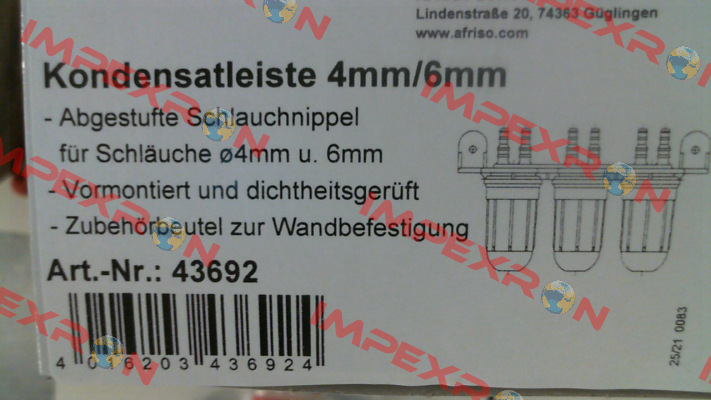 Lindenstraße 20, 74363 Güglingen
www.afriso.com
Kondensatleiste 4mm/6mm
- Abgestufte Schlauchnippel
für Schläuche ø4mm u. 6mm
- Vormontiert und dichtheitsgerüft
- Zubehörbeutel zur Wandbefestigung
Art.-Nr.: 43692
4 016203 436924
25/21 0083
IMPEXRON